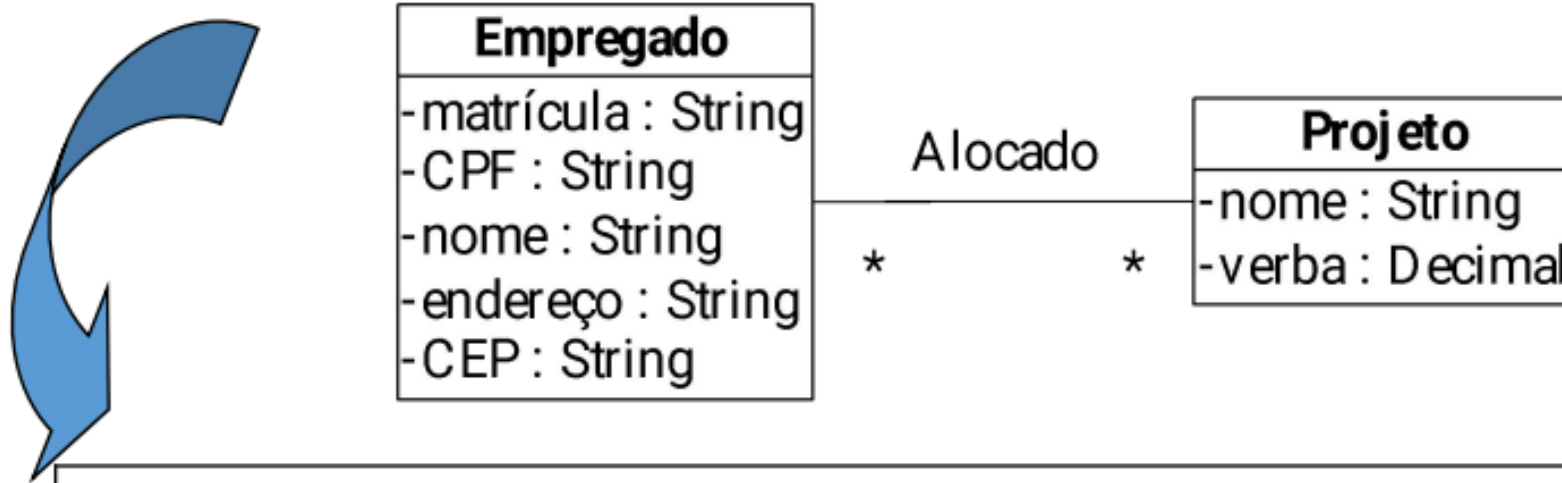 Empregado
-matrícula : String
-CPF : String
-nome : String
-endereço : String
-CEP : String
Alocado
* *
Projeto
-nome : String
-verba : Decimal